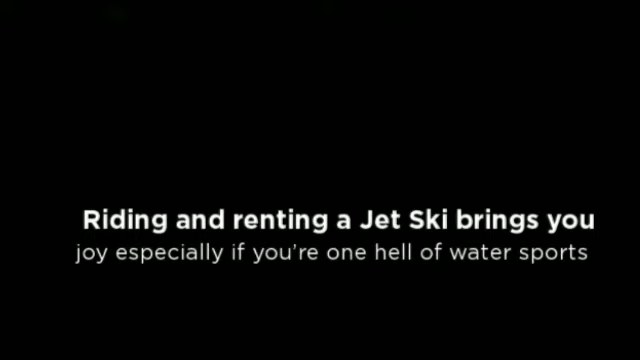 Riding and renting a Jet Ski brings you
joy especially if you’re one hell of water sports